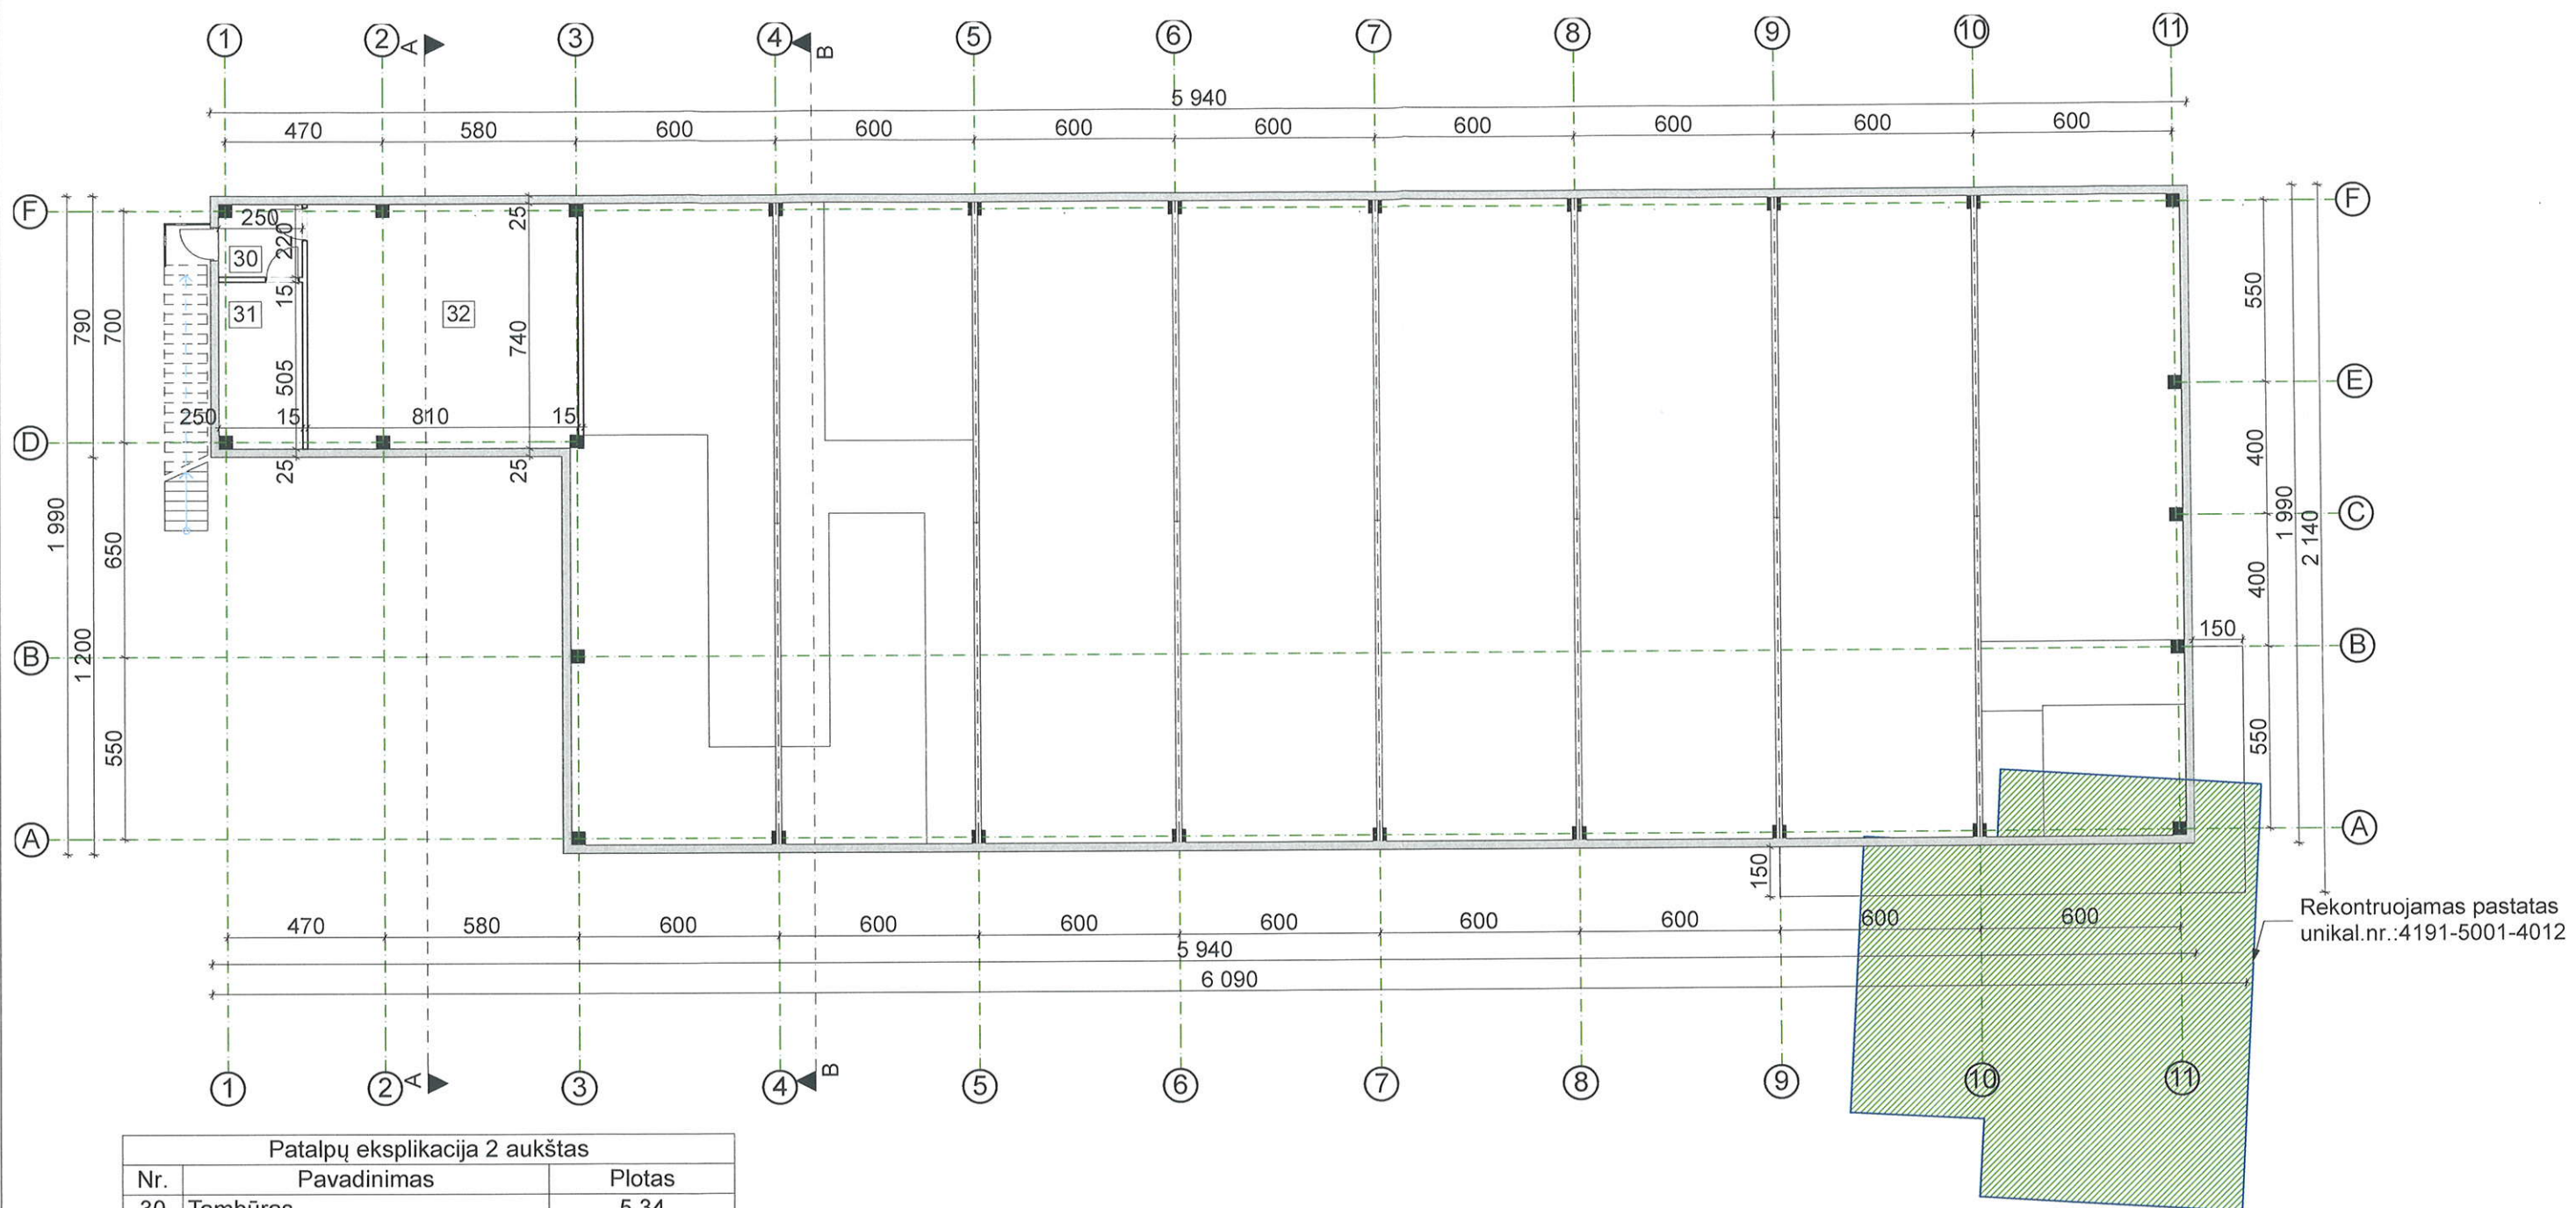 1 2 3 4 5 6 7 8 9 10 11
A B
5 940
470 580 600 600 600 600 600 600 600 600
F F
250 220 25
30
15
31 32
550
790 700 740
505
E
400
250 15 810 15
D
25 25
1 990 650 C
1 990 2 140
400
150
B B
1 200
550 550
A A
150
470 580 600 600 600 600 600 600 600 600
5 940
6 090
Rekontruojamas pastatas
unikal.nr.:4191-5001-4012
A B
1 2 3 4 5 6 7 8 9 10 11
Patalpų eksplikacija 2 aukštas
Nr. Pavadinimas Plotas
30 Tambūras 5.34